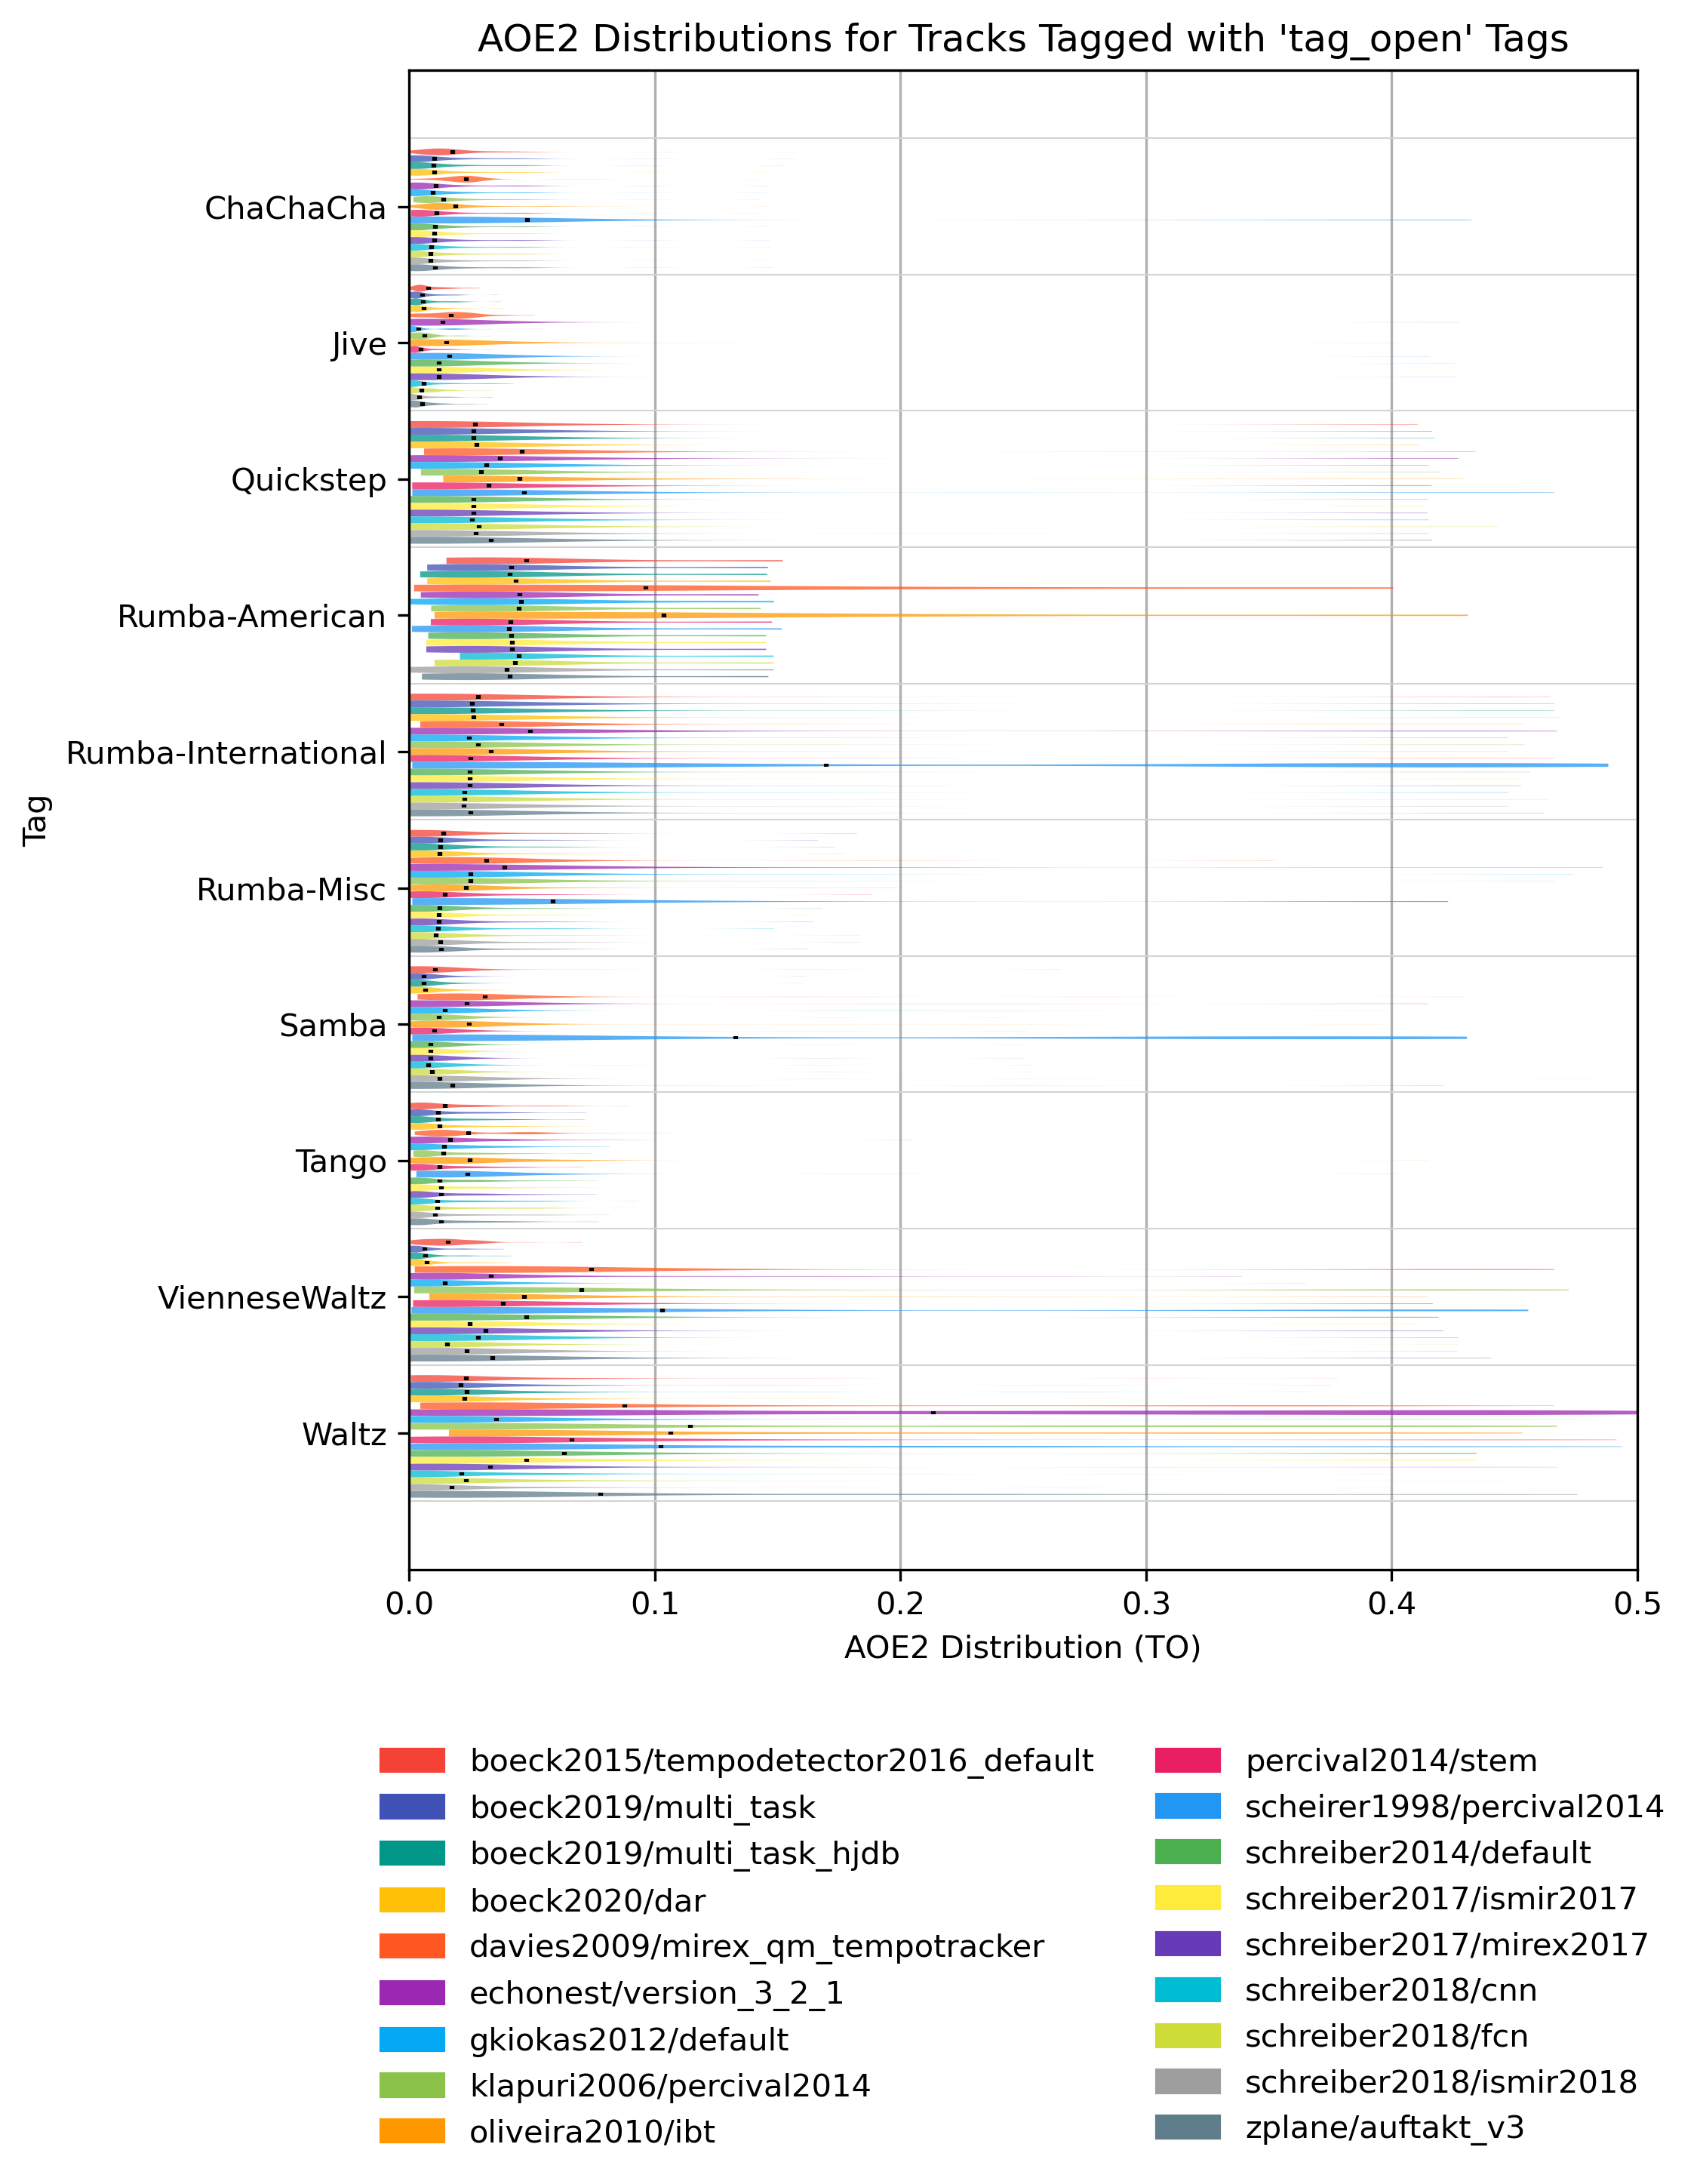 AOE2 Distributions for Tracks Tagged with 'tag_open' Tags
Tag
ChaChaCha
Jive
Quickstep
Rumba-American
Rumba-International
Rumba-Misc
Samba
Tango
VienneseWaltz
Waltz
0.0 0.1 0.2 0.3 0.4 0.5
AOE2 Distribution (TO)
boeck2015/tempodetector2016_default
boeck2019/multi_task
boeck2019/multi_task_hjdb
boeck2020/dar
davies2009/mirex_qm_tempotracker
echonest/version_3_2_1
gkiokas2012/default
klapuri2006/percival2014
oliveira2010/ibt
percival2014/stem
scheirer1998/percival2014
schreiber2014/default
schreiber2017/ismir2017
schreiber2017/mirex2017
schreiber2018/cnn
schreiber2018/fcn
schreiber2018/ismir2018
zplane/auftakt_v3